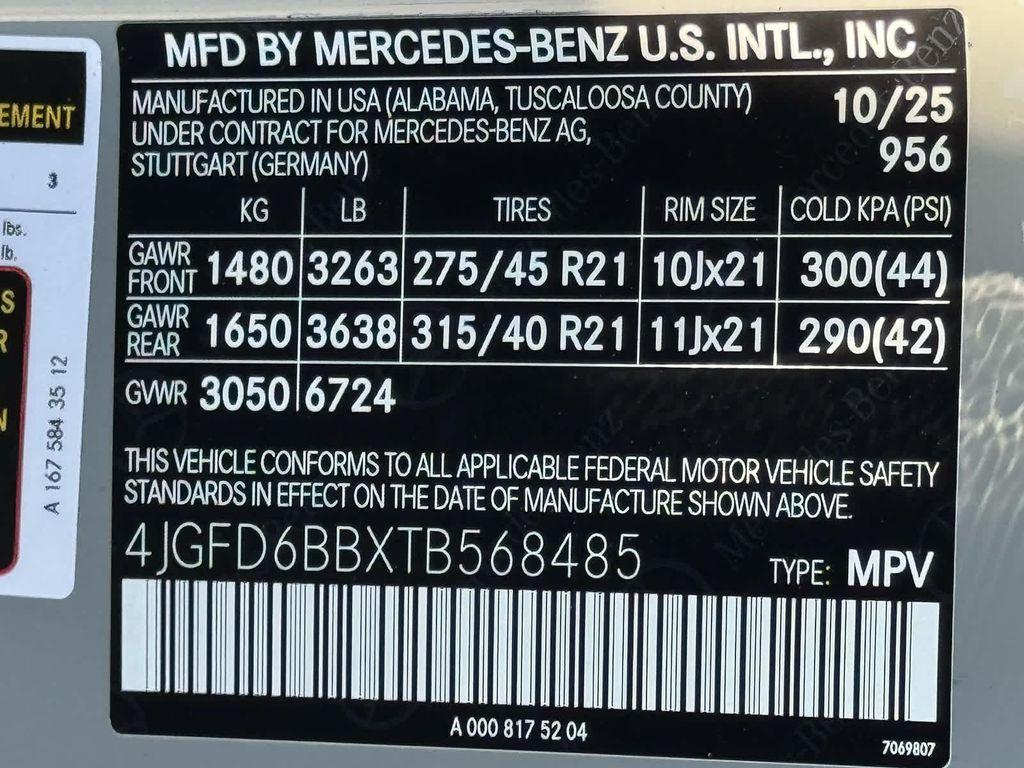 MFD BY MERCEDES-BENZ U.S. INTL., INC
MANUFACTURED IN USA (ALABAMA, TUSCALOOSA COUNTY) 10/25
UNDER CONTRACT FOR MERCEDES-BENZ AG, 956
STUTTGART (GERMANY)
KG LB TIRES RIM SIZE COLD KPA (PSI)
GAWR FRONT 1480 3263 275/45 R21 10Jx21 300(44)
GAWR REAR 1650 3638 315/40 R21 11Jx21 290(42)
GVWR 3050 6724
THIS VEHICLE CONFORMS TO ALL APPLICABLE FEDERAL MOTOR VEHICLE SAFETY
STANDARDS IN EFFECT ON THE DATE OF MANUFACTURE SHOWN ABOVE.
4JGFD6BBXTB568485 TYPE: MPV
A 000 817 52 04
7069807
EMENT
3
lbs.
lb.
S
R
N
A 167 584 35 12